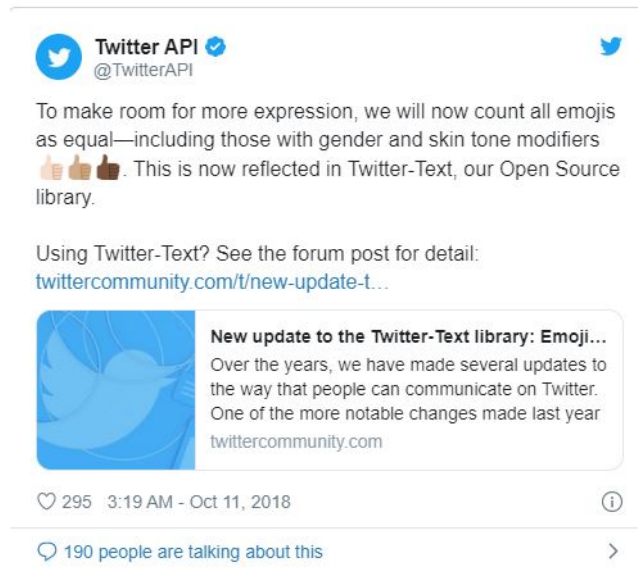 Twitter API
@TwitterAPI
To make room for more expression, we will now count all emojis
as equal—including those with gender and skin tone modifiers
👍🏻👍🏽👍🏿. This is now reflected in Twitter-Text, our Open Source
library.
Using Twitter-Text? See the forum post for detail:
twittercommunity.com/t/new-update-t…
New update to the Twitter-Text library: Emoji…
Over the years, we have made several updates to
the way that people can communicate on Twitter.
One of the more notable changes made last year
twittercommunity.com
295 3:19 AM - Oct 11, 2018
190 people are talking about this